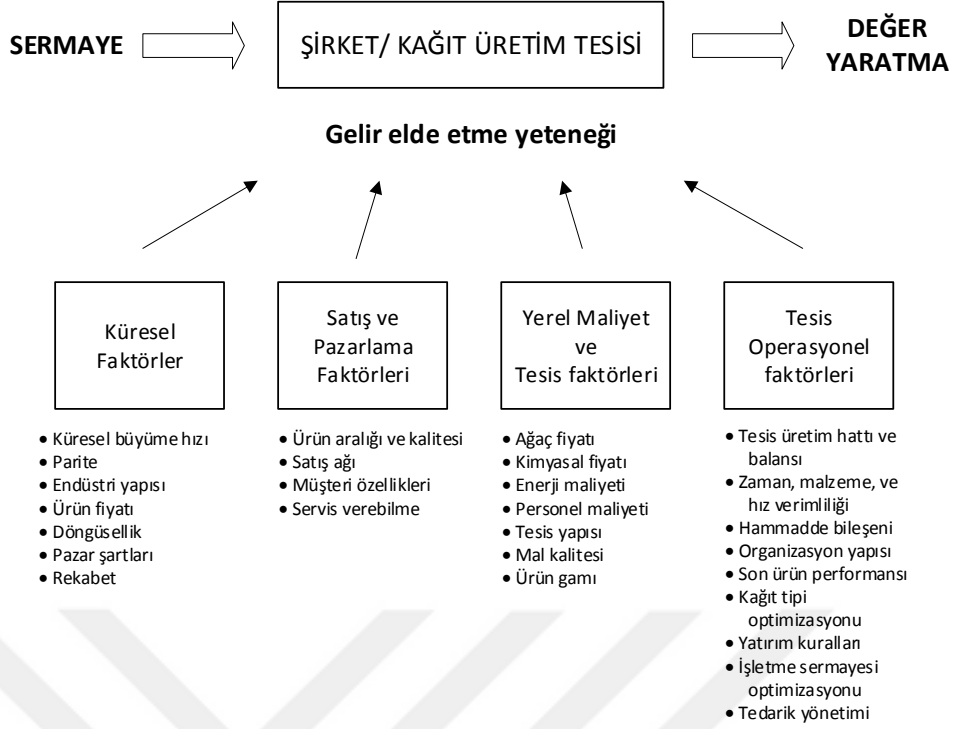 SERMAYE
ŞİRKET/ KAĞIT ÜRETİM TESİSİ
DEĞER
YARATMA
Gelir elde etme yeteneği
Küresel
Faktörler
Satış ve
Pazarlama
Faktörleri
Yerel Maliyet
ve
Tesis faktörleri
Tesis
Operasyonel
faktörleri
• Küresel büyüme hızı
• Parite
• Endüstri yapısı
• Ürün fiyatı
• Döngüsellik
• Pazar şartları
• Rekabet
• Ürün aralığı ve kalitesi
• Satış ağı
• Müşteri özellikleri
• Servis verebilme
• Ağaç fiyatı
• Kimyasal fiyatı
• Enerji maliyeti
• Personel maliyeti
• Tesis yapısı
• Mal kalitesi
• Ürün gamı
• Tesis üretim hattı ve
balansı
• Zaman, malzeme, ve
hız verimliliği
• Hammadde bileşeni
• Organizasyon yapısı
• Son ürün performansı
• Kağıt tipi
optimizasyonu
• Yatırım kuralları
• İşletme sermayesi
optimizasyonu
• Tedarik yönetimi